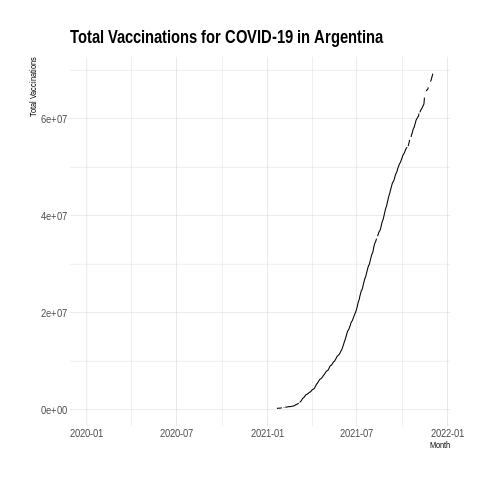 Total Vaccinations for COVID-19 in Argentina
Total Vaccinations
6e+07
4e+07
2e+07
0e+00
2020-01 2020-07 2021-01 2021-07 2022-01
Month